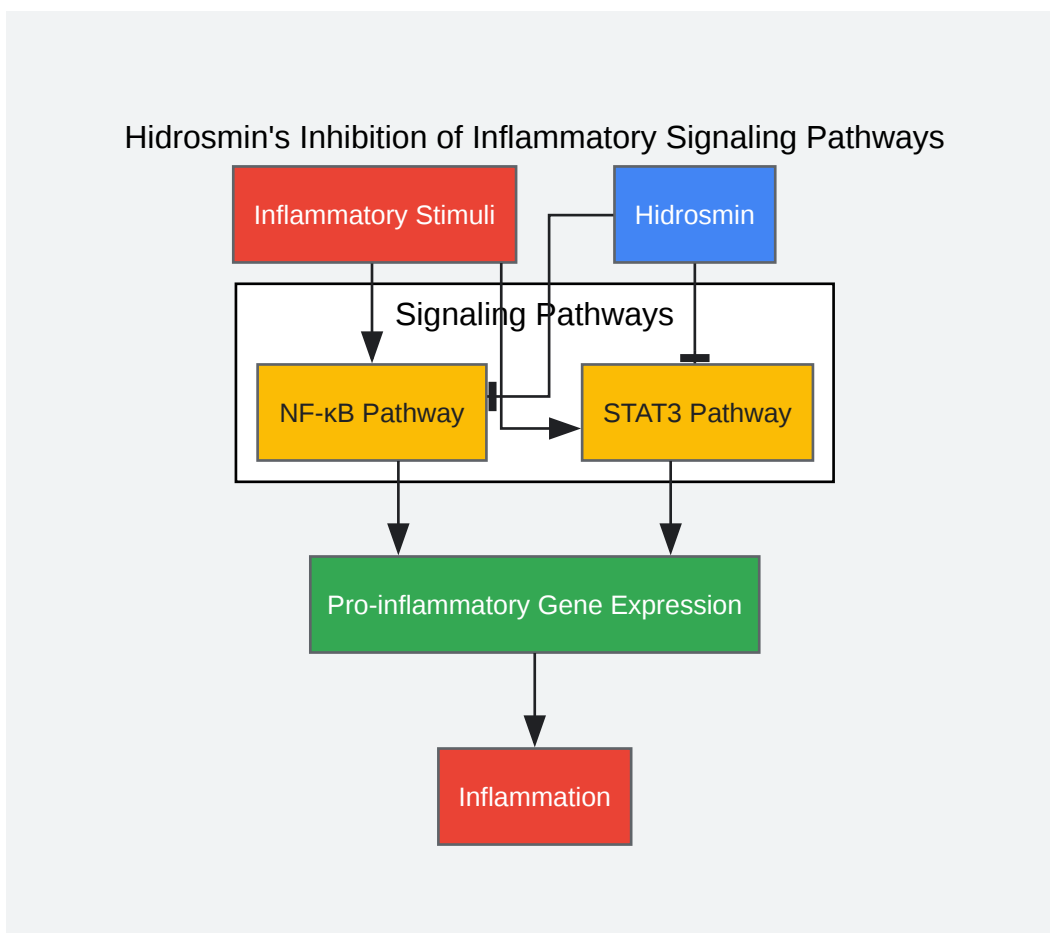 Hidrosmin's Inhibition of Inflammatory Signaling Pathways
Inflammatory Stimuli
Hidrosmin
Signaling Pathways
NF-κB Pathway
STAT3 Pathway
Pro-inflammatory Gene Expression
Inflammation